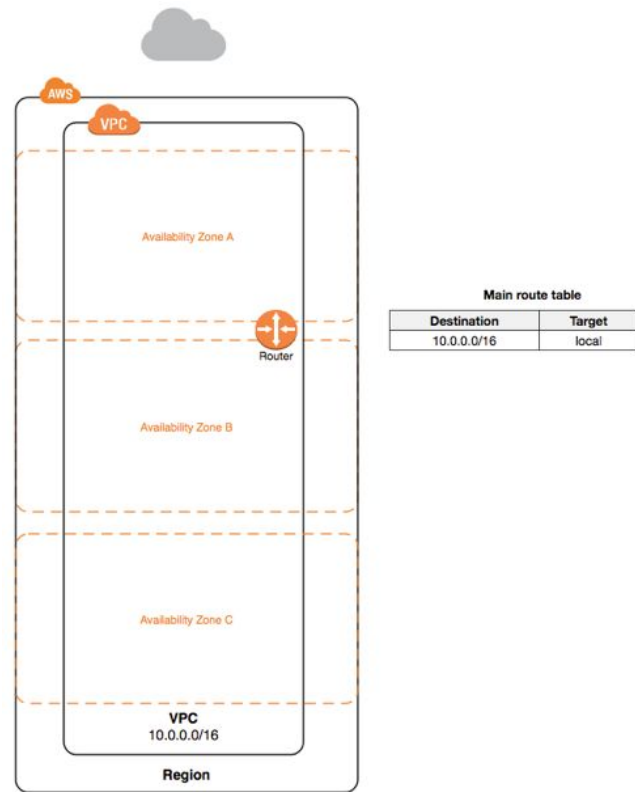 AWS
VPC
Availability Zone A
Router
Availability Zone B
Availability Zone C
VPC
10.0.0.0/16
Region
Main route table
Destination Target
10.0.0.0/16 local